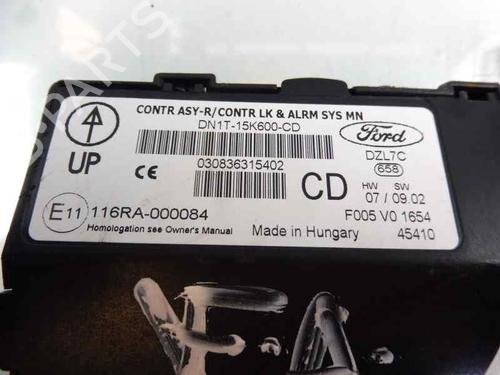 CONTR ASY-R/CONTR LK & ALRM SYS MN
DN1T-15K600-CD
Ford
UP
CE
030836315402
DZL7C
658
CD
HW SW
07 / 09.02
E11 116RA-000084
F005 V0 1654
Homologation see Owner's Manual
Made in Hungary
45410